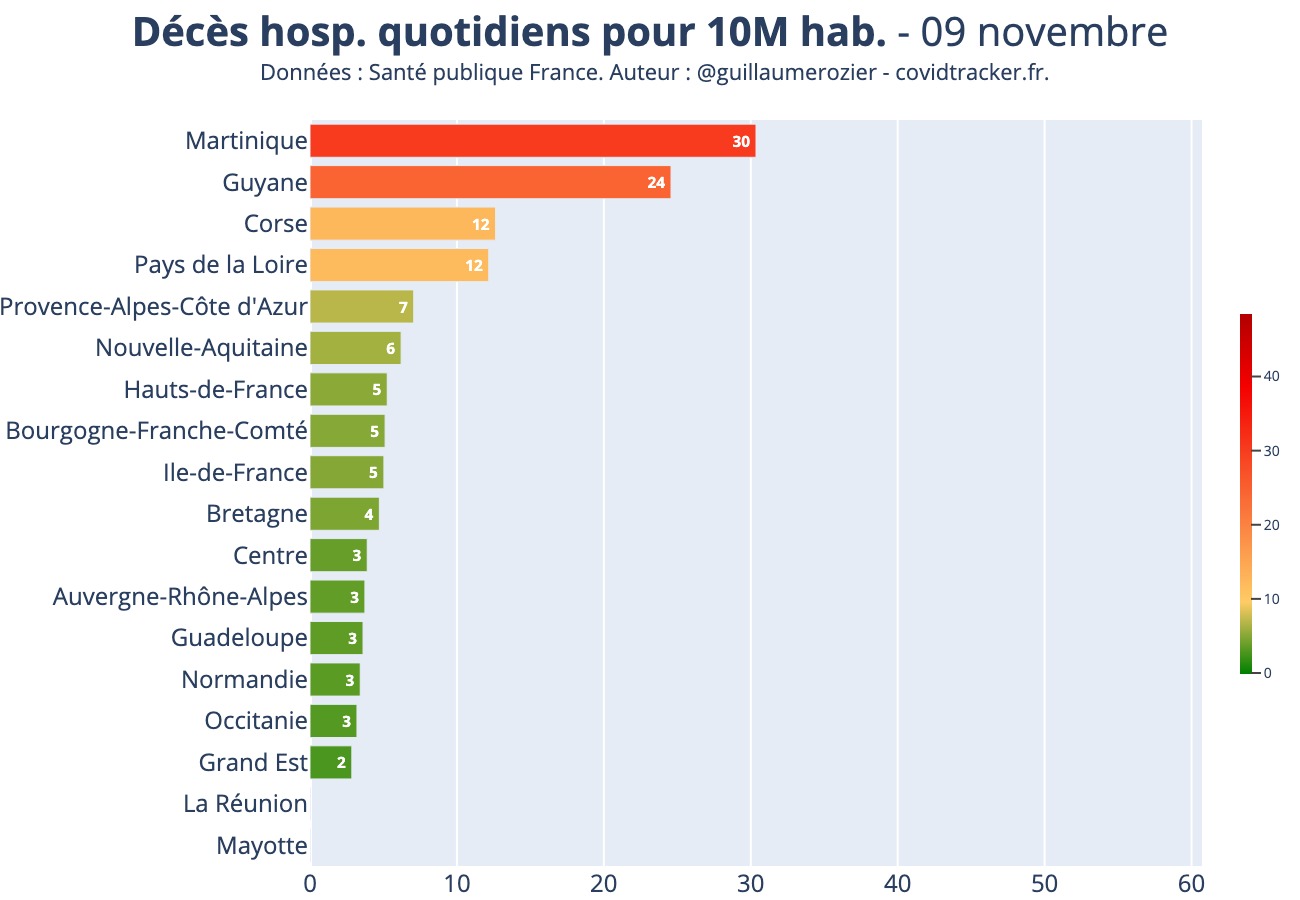 Décès hosp. quotidiens pour 10M hab. - 09 novembre
Données : Santé publique France. Auteur : @guillaumerozier - covidtracker.fr.
Martinique 30
Guyane 24
Corse 12
Pays de la Loire 12
Provence-Alpes-Côte d'Azur 7
Nouvelle-Aquitaine 6
Hauts-de-France 5
Bourgogne-Franche-Comté 5
Ile-de-France 5
Bretagne 4
Centre 3
Auvergne-Rhône-Alpes 3
Guadeloupe 3
Normandie 3
Occitanie 3
Grand Est 2
La Réunion
Mayotte
0 10 20 30 40 50 60
40
30
20
10
0